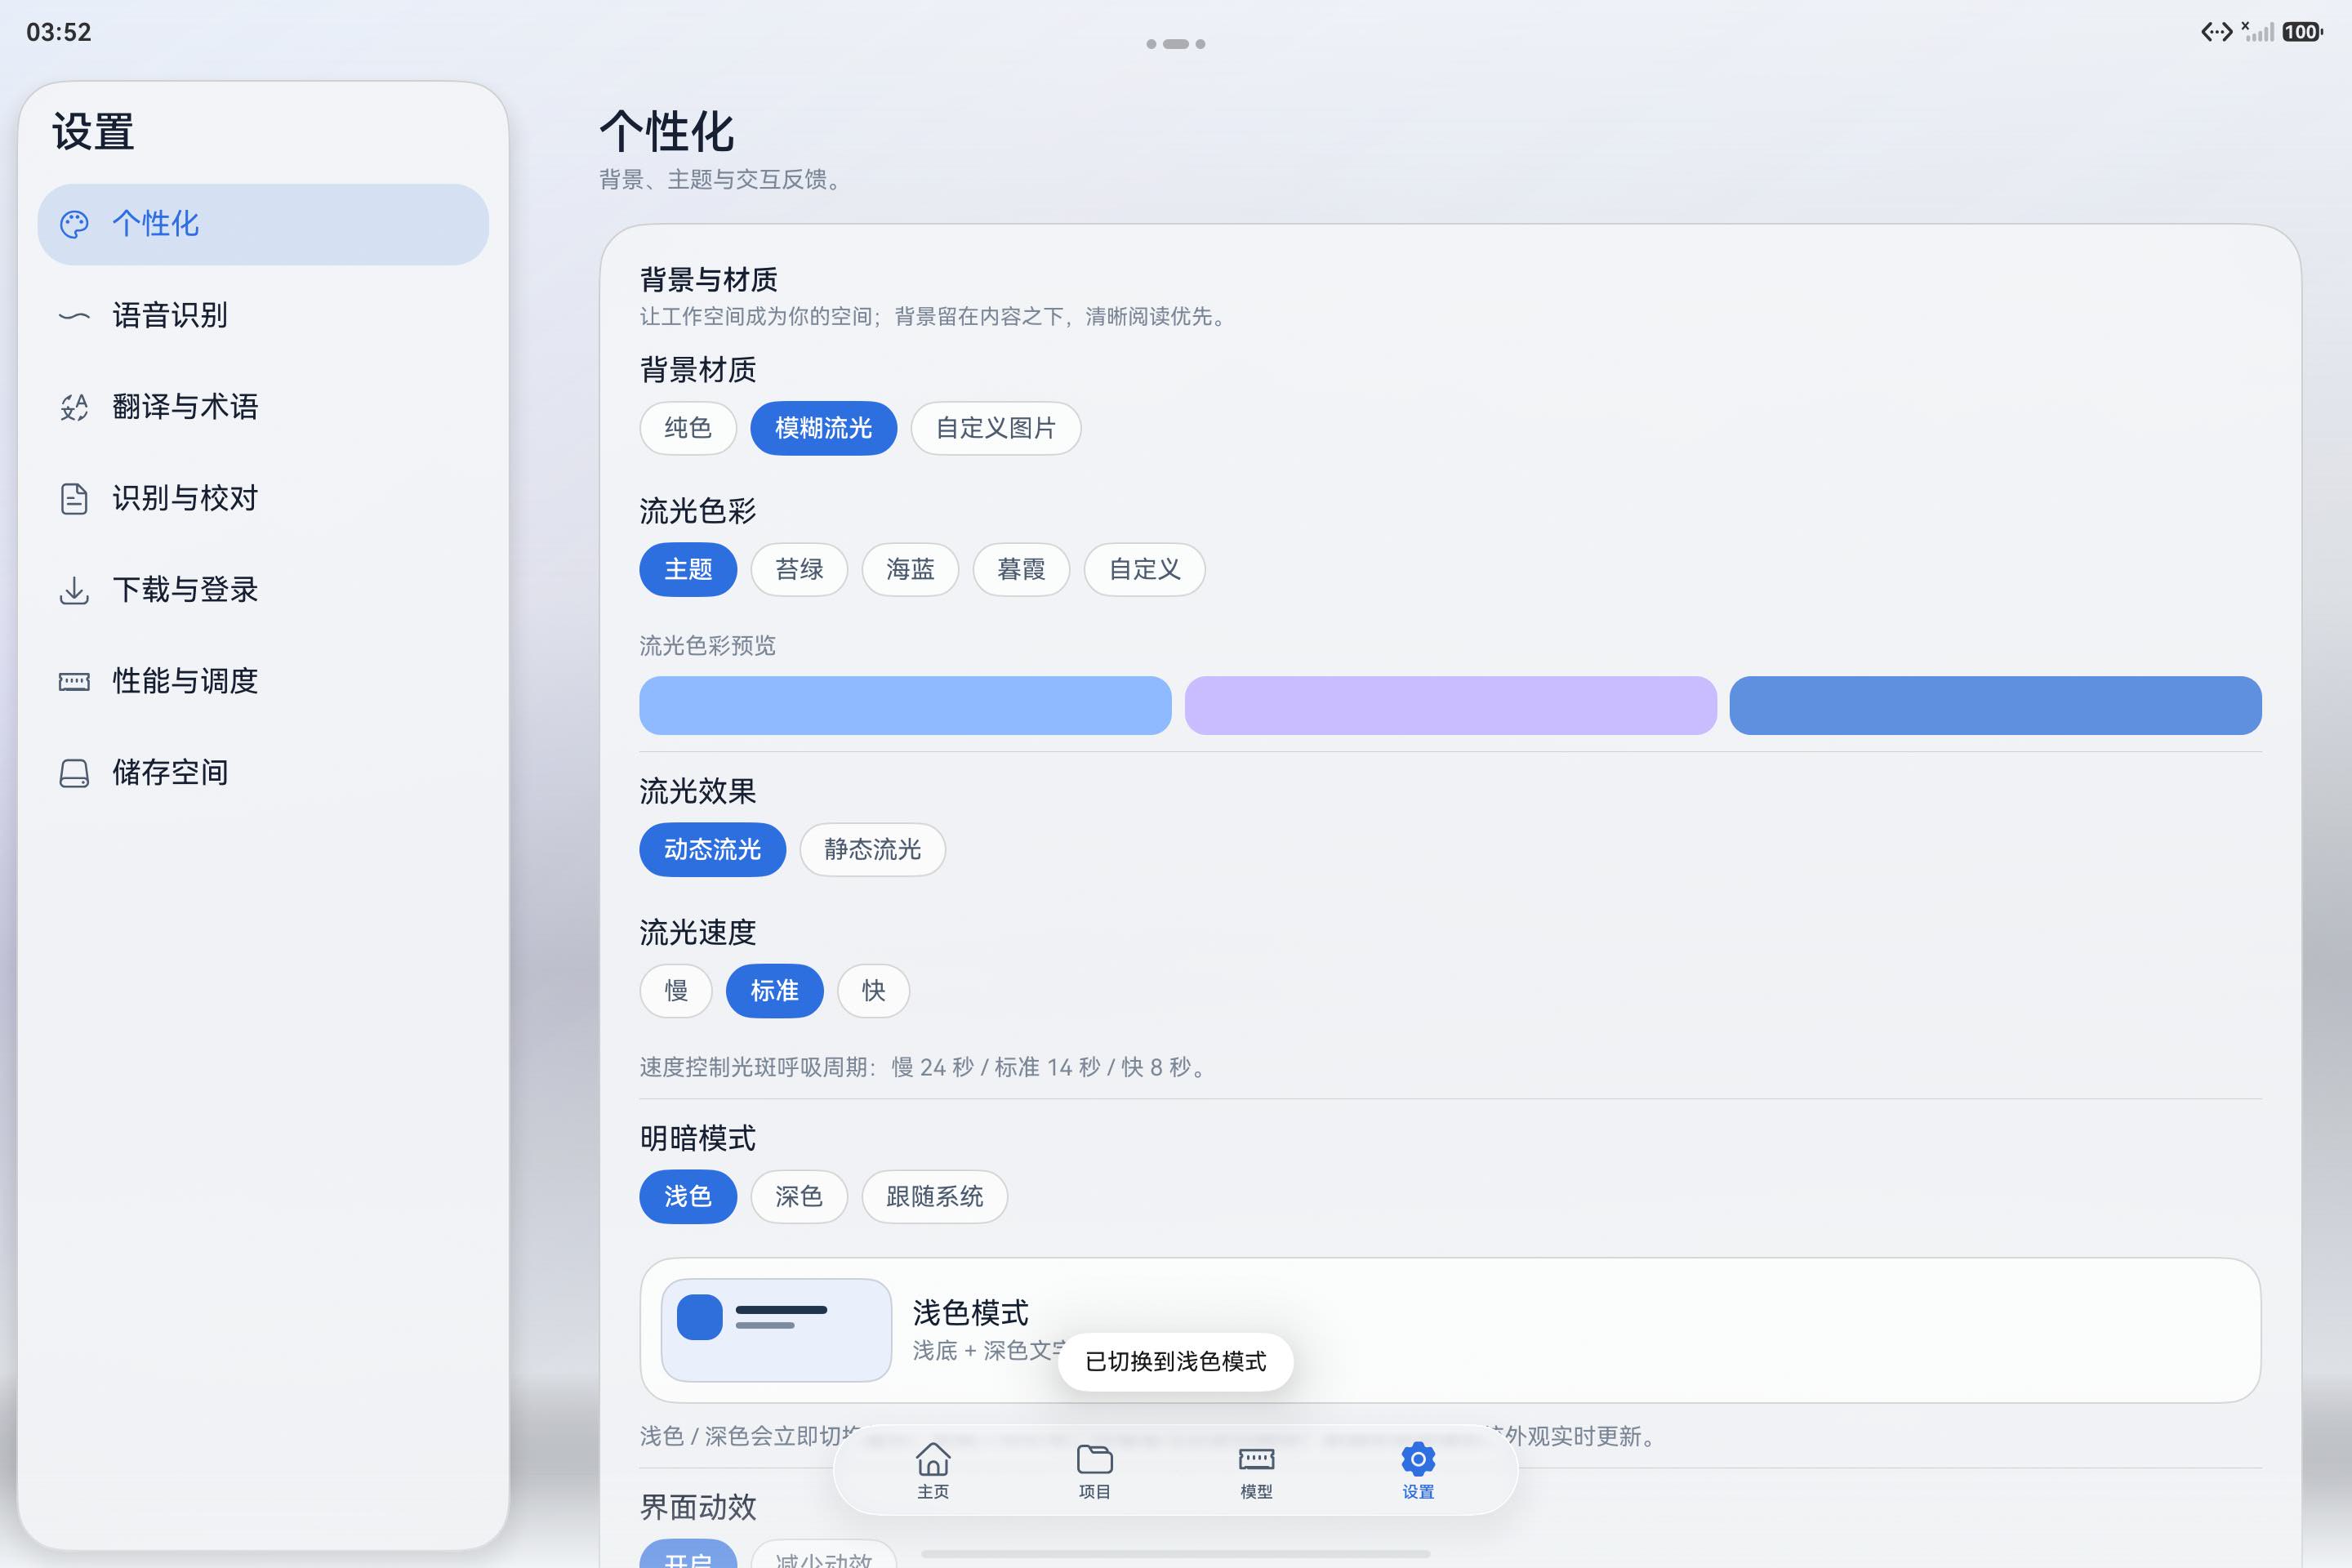 03:52
100
设置
个性化
语音识别
翻译与术语
识别与校对
下载与登录
性能与调度
储存空间
个性化
背景、主题与交互反馈。
背景与材质
让工作空间成为你的空间；背景留在内容之下，清晰阅读优先。
背景材质
纯色 模糊流光 自定义图片
流光色彩
主题 苔绿 海蓝 暮霞 自定义
流光色彩预览
流光效果
动态流光 静态流光
流光速度
慢 标准 快
速度控制光斑呼吸周期：慢 24 秒 / 标准 14 秒 / 快 8 秒。
明暗模式
浅色 深色 跟随系统
浅色模式
浅底 + 深色文字
已切换到浅色模式
浅色 / 深色会立即切换 外观实时更新。
界面动效
开启 减少动效
主页 项目 模型 设置